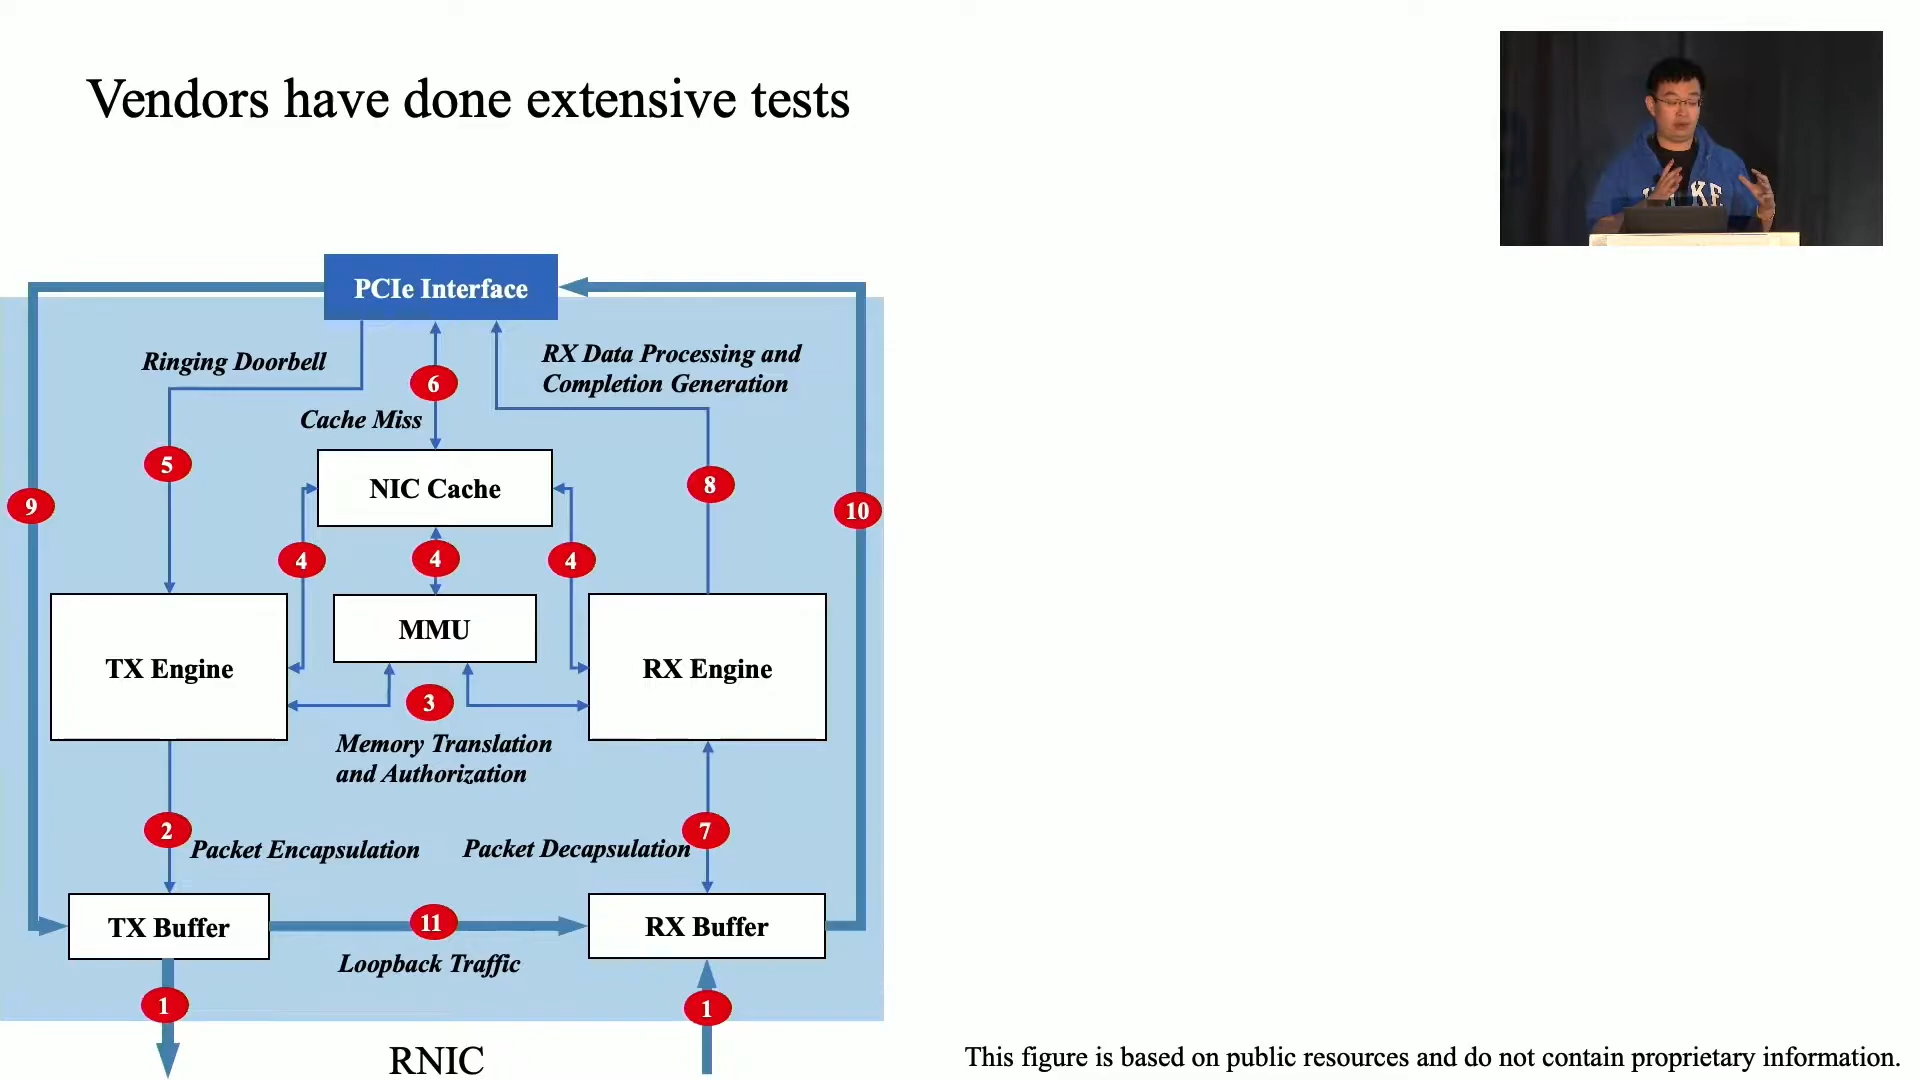 Vendors have done extensive tests
PCIe Interface
Ringing Doorbell
RX Data Processing and
Completion Generation
6
Cache Miss
5
NIC Cache
8
9
10
4
4
4
MMU
TX Engine
RX Engine
3
Memory Translation
and Authorization
2
7
Packet Encapsulation
Packet Decapsulation
TX Buffer
11
RX Buffer
Loopback Traffic
1
1
RNIC
This figure is based on public resources and do not contain proprietary information.